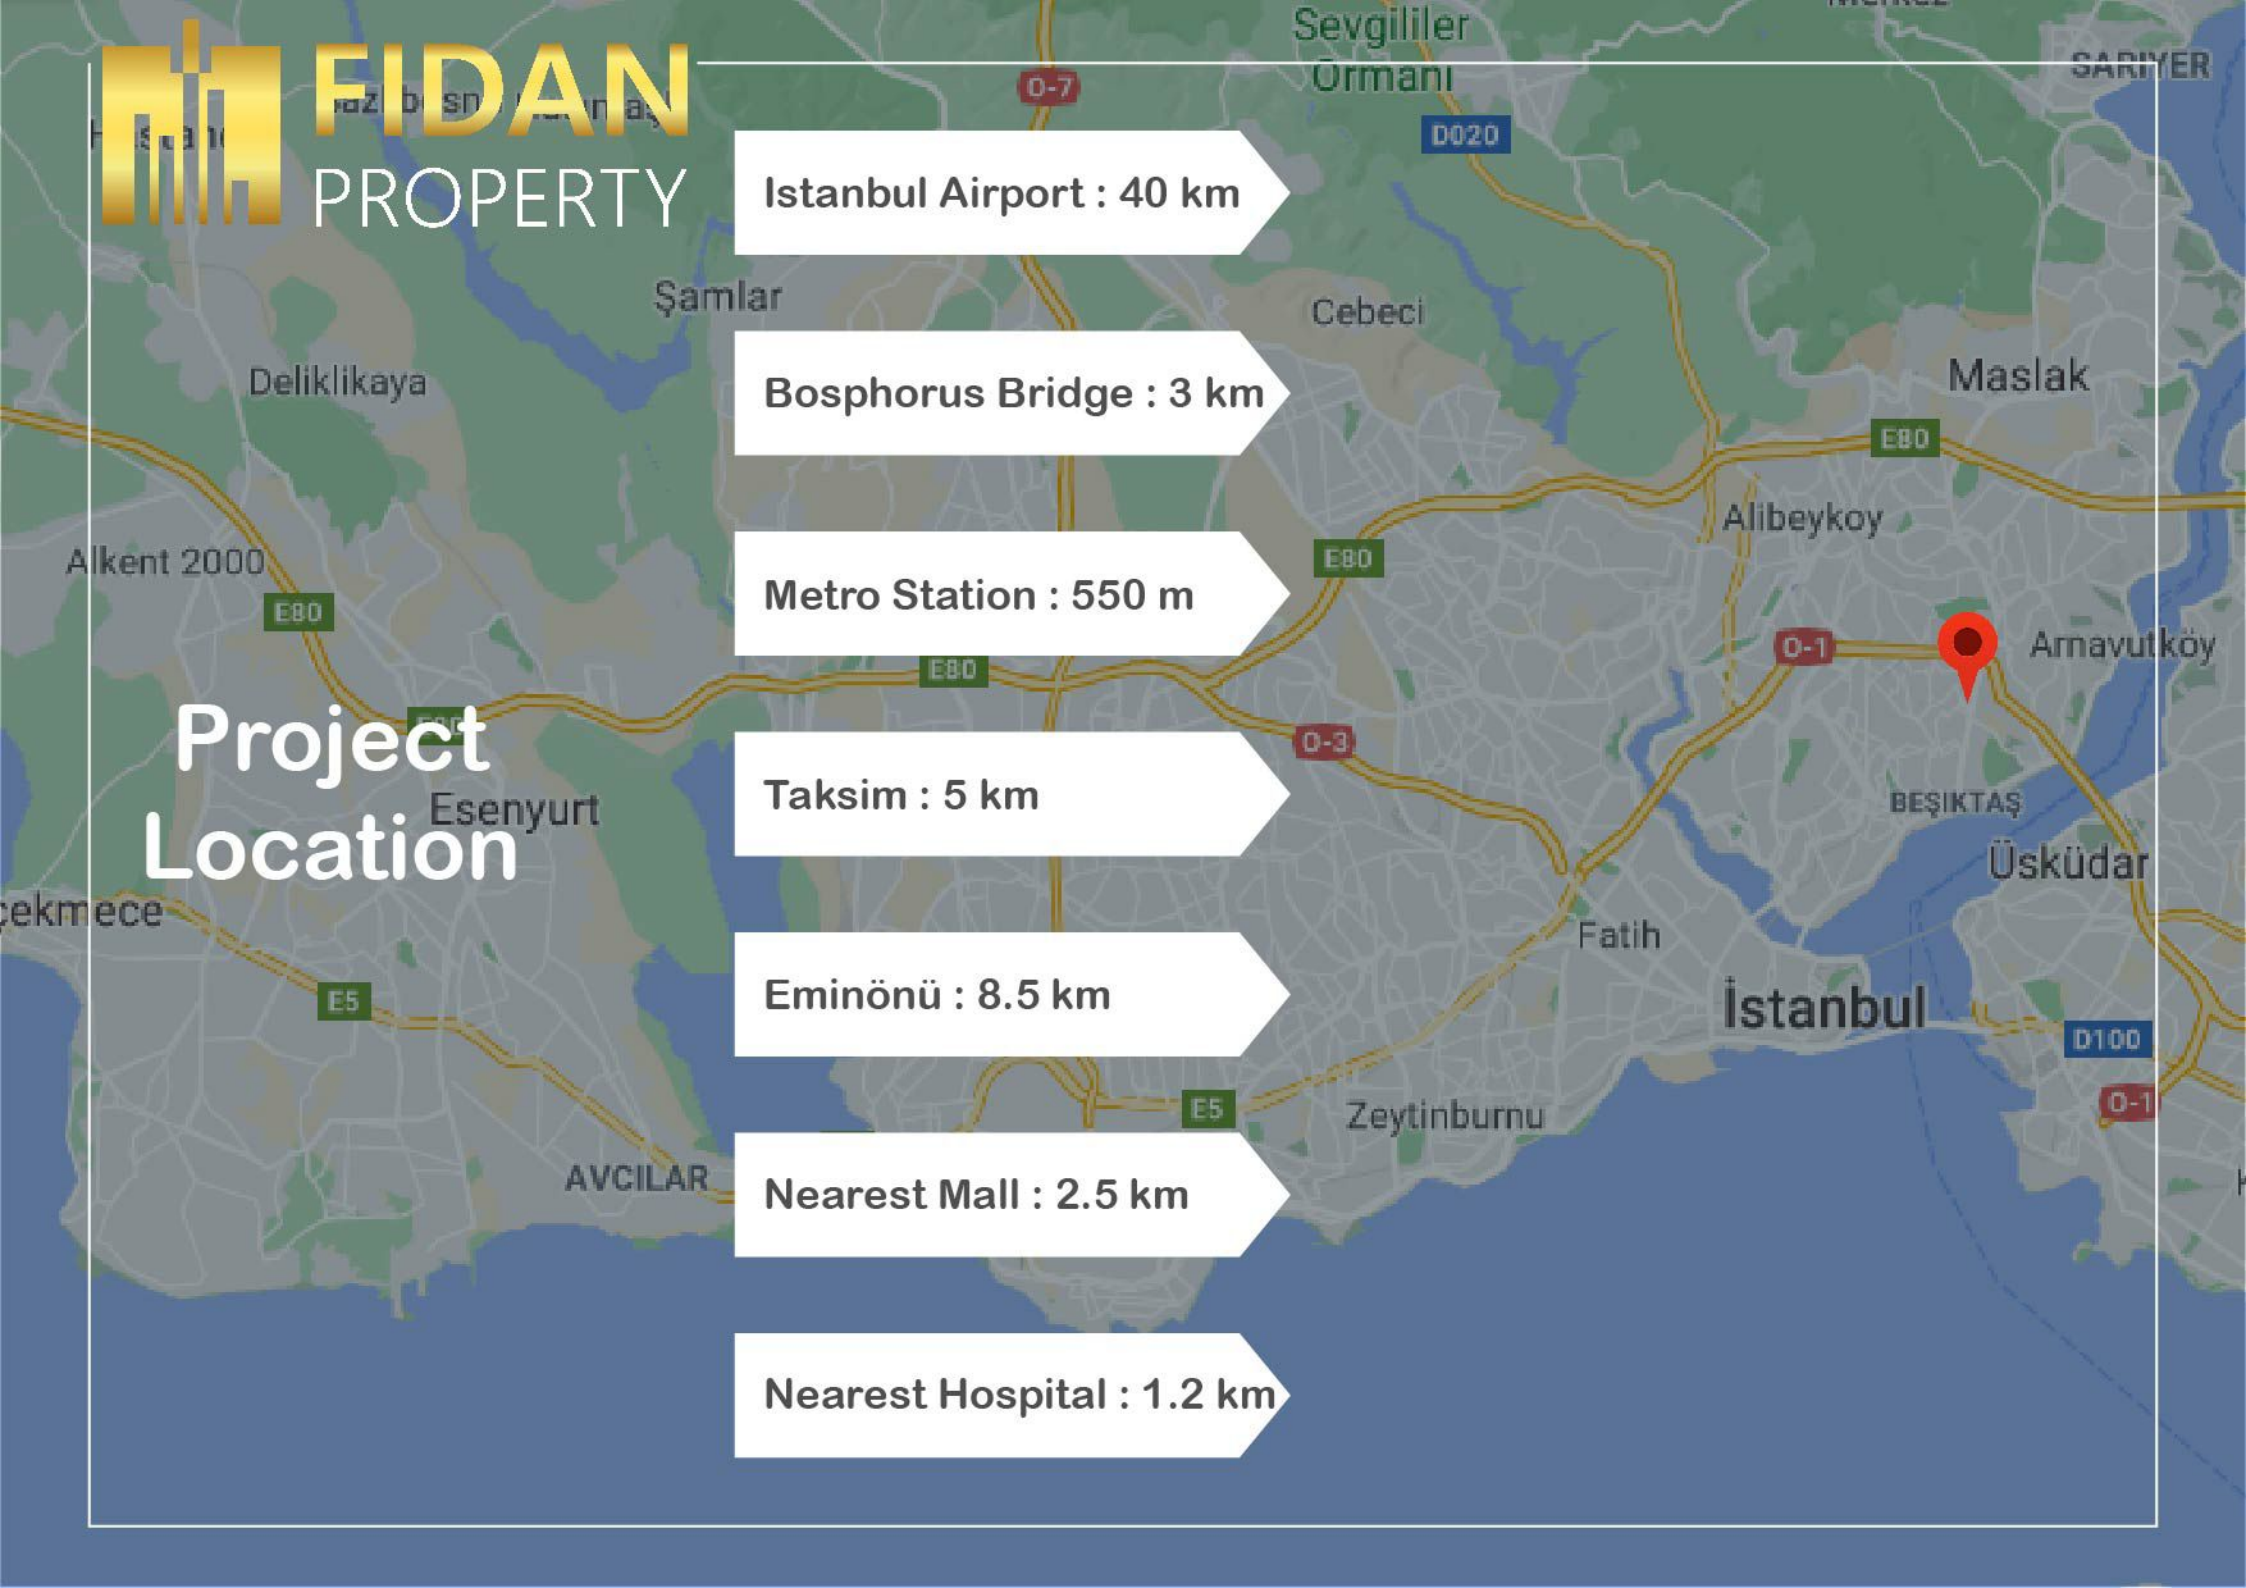 FIDAN
PROPERTY
Project
Location
Istanbul Airport : 40 km
Bosphorus Bridge : 3 km
Metro Station : 550 m
Taksim : 5 km
Eminönü : 8.5 km
Nearest Mall : 2.5 km
Nearest Hospital : 1.2 km
Sevgililer
Ormanı
SARIYER
O-7
D020
Şamlar
Cebeci
Deliklikaya
Maslak
E80
Alibeykoy
Alkent 2000
E80
E80
E80
O-1
Arnavutköy
O-3
BEŞIKTAŞ
Esenyurt
Üsküdar
çekmece
Fatih
E5
İstanbul
D100
E5
Zeytinburnu
O-1
AVCILAR